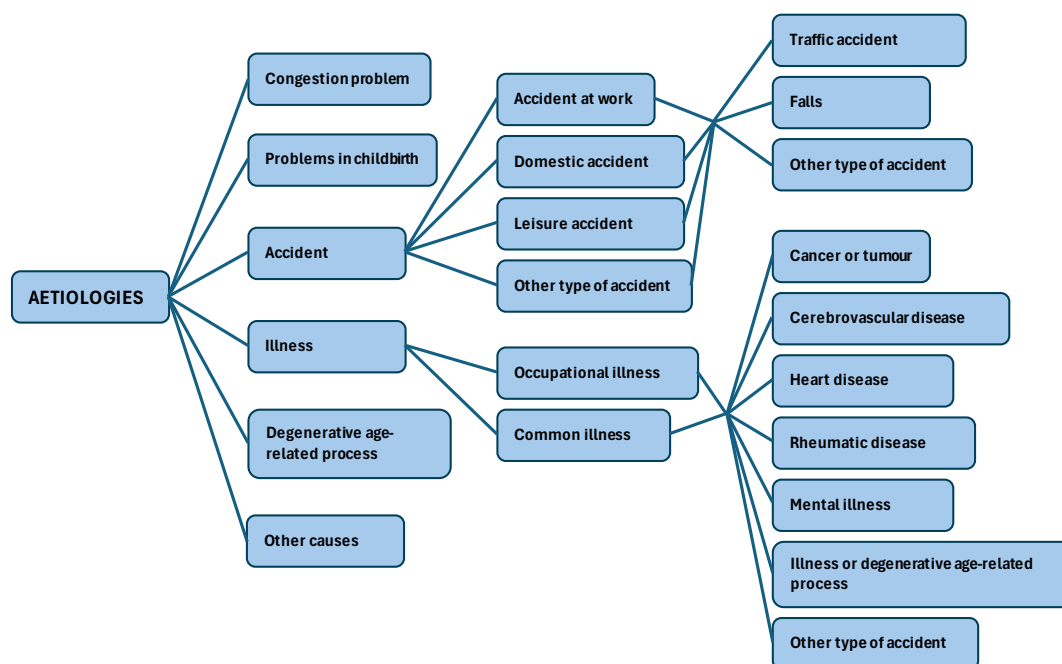 AETIOLOGIES
Congestion problem
Problems in childbirth
Accident
Illness
Degenerative age-
related process
Other causes
Accident at work
Domestic accident
Leisure accident
Other type of accident
Occupational illness
Common illness
Traffic accident
Falls
Other type of accident
Cancer or tumour
Cerebrovascular disease
Heart disease
Rheumatic disease
Mental illness
Illness or degenerative age-related
process
Other type of accident